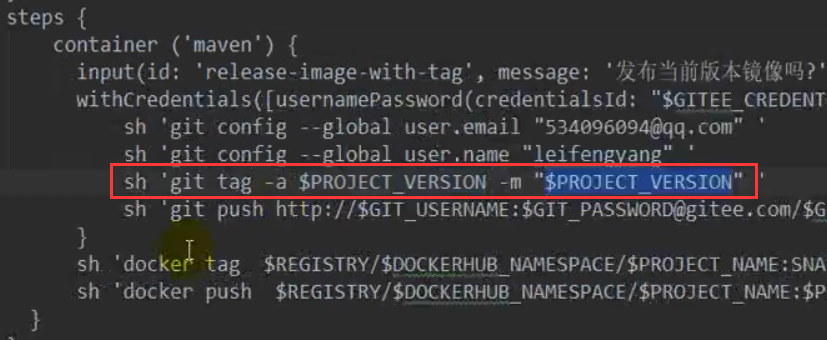 steps {
container ('maven') {
input(id: 'release-image-with-tag', message: '发布当前版本镜像吗?'
withCredentials([usernamePassword(credentialsId: "$GITEE_CREDENT
sh 'git config --global user.email "534096094@qq.com" '
sh 'git config --global user.name "leifengyang" '
sh 'git tag -a $PROJECT_VERSION -m "$PROJECT_VERSION" '
sh 'git push http://$GIT_USERNAME:$GIT_PASSWORD@gitee.com/$G
}
sh 'docker tag  $REGISTRY/$DOCKERHUB_NAMESPACE/$PROJECT_NAME:SNA
sh 'docker push  $REGISTRY/$DOCKERHUB_NAMESPACE/$PROJECT_NAME:$P
}